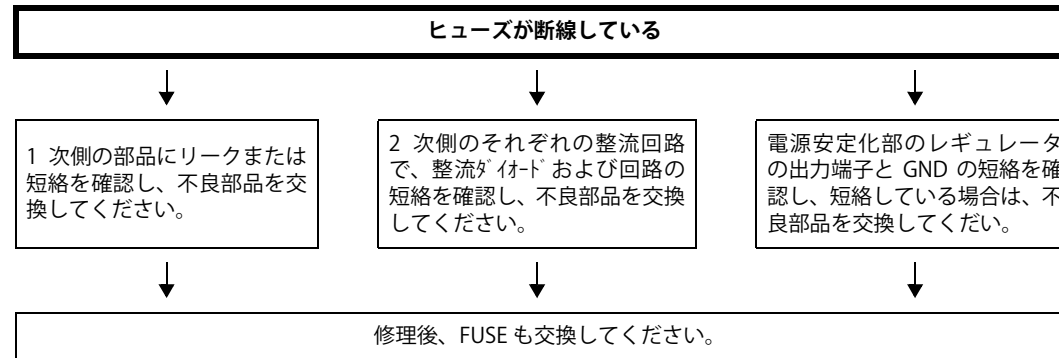 ヒューズが断線している
1 次側の部品にリークまたは
短絡を確認し、不良部品を交
換してください。
2 次側のそれぞれの整流回路
で、整流ﾀﾞｲｵｰﾄﾞおよび回路の
短絡を確認し、不良部品を交換
してください。
電源安定化部のレギュレータ
の出力端子と GND の短絡を確
認し、短絡している場合は、不
良部品を交換してくだい。
修理後、FUSE も交換してください。